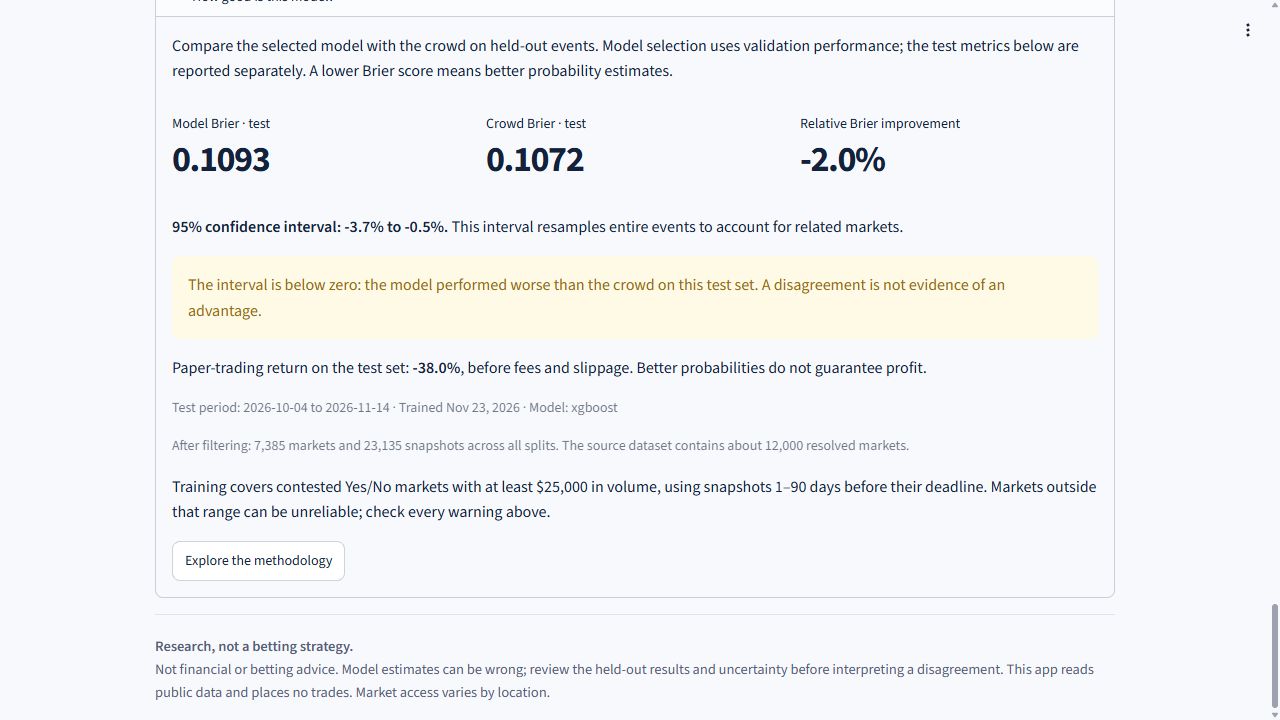 Compare the selected model with the crowd on held-out events. Model selection uses validation performance; the test metrics below are
reported separately. A lower Brier score means better probability estimates.
Model Brier · test
0.1093
Crowd Brier · test
0.1072
Relative Brier improvement
-2.0%
95% confidence interval: -3.7% to -0.5%. This interval resamples entire events to account for related markets.
The interval is below zero: the model performed worse than the crowd on this test set. A disagreement is not evidence of an
advantage.
Paper-trading return on the test set: -38.0%, before fees and slippage. Better probabilities do not guarantee profit.
Test period: 2026-10-04 to 2026-11-14 · Trained Nov 23, 2026 · Model: xgboost
After filtering: 7,385 markets and 23,135 snapshots across all splits. The source dataset contains about 12,000 resolved markets.
Training covers contested Yes/No markets with at least $25,000 in volume, using snapshots 1–90 days before their deadline. Markets outside
that range can be unreliable; check every warning above.
Explore the methodology
Research, not a betting strategy.
Not financial or betting advice. Model estimates can be wrong; review the held-out results and uncertainty before interpreting a disagreement. This app reads
public data and places no trades. Market access varies by location.